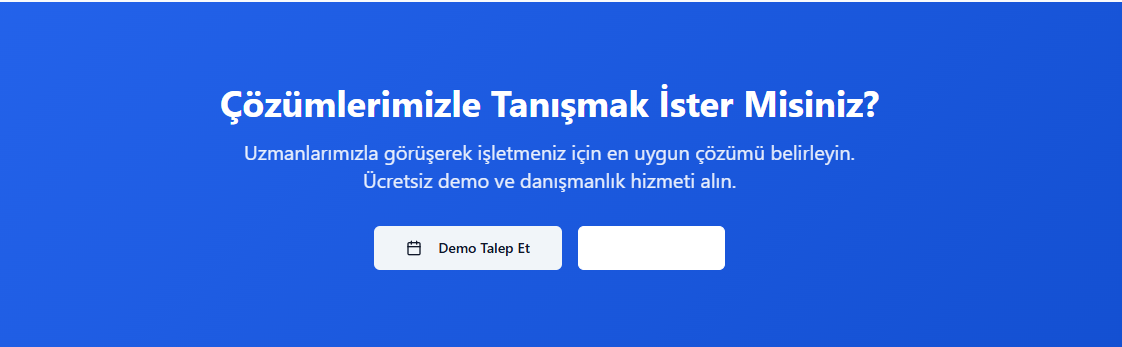 Çözümlerimizle Tanışmak İster Misiniz?
Uzmanlarımızla görüşerek işletmeniz için en uygun çözümü belirleyin.
Ücretsiz demo ve danışmanlık hizmeti alın.
Demo Talep Et